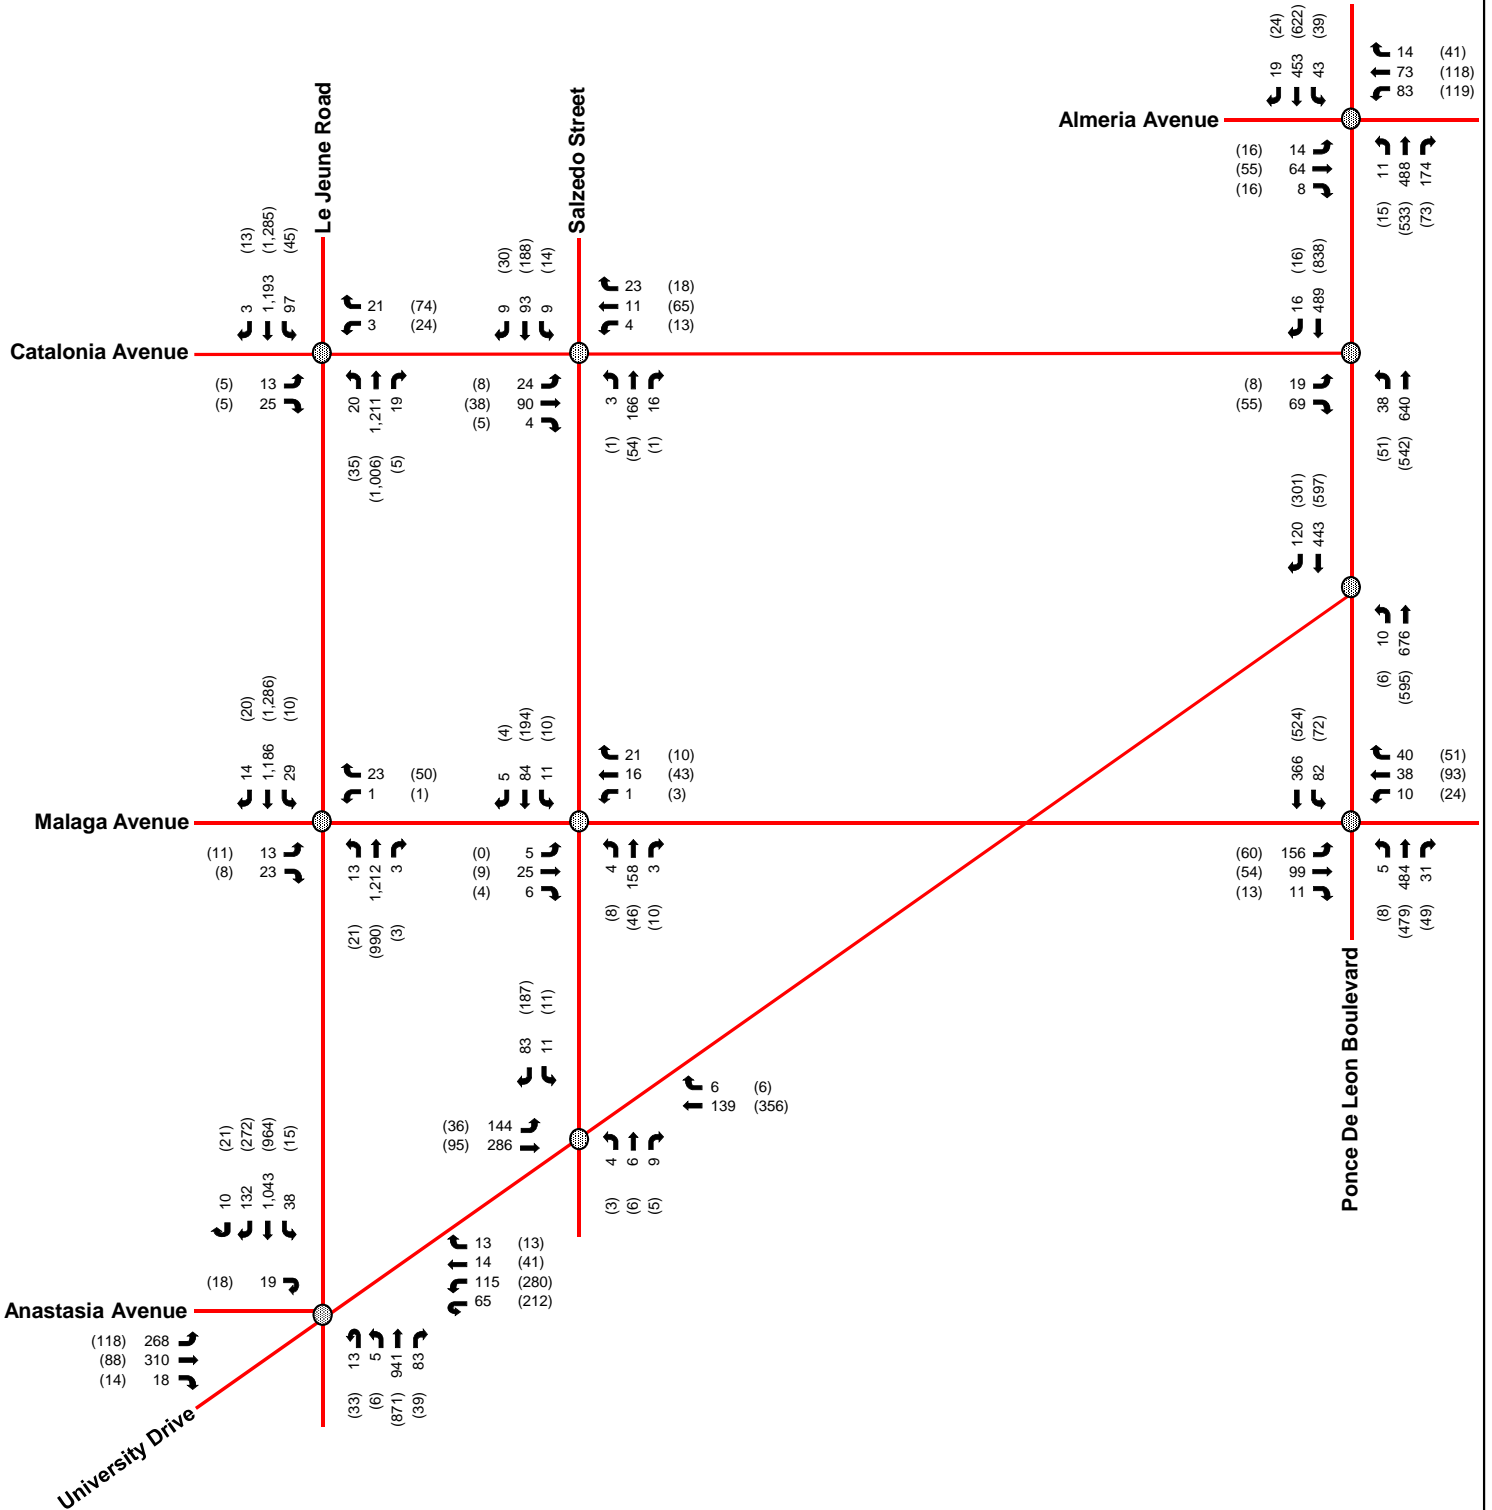 (24) (622) (39)
19 453 43
14 (41)
73 (118)
83 (119)
Almeria Avenue
(16) 14
(55) 64
(16) 8
11 488 174
(15) (533) (73)
Le Jeune Road
Salzedo Street
(13) (1,285) (45)
3 1,193 97
21 (74)
3 (24)
(30) (188) (14)
9 93 9
23 (18)
11 (65)
4 (13)
(16) (838)
16 489
Catalonia Avenue
(5) 13
(5) 25
20 1,211 19
(35) (1,006) (5)
(8) 24
(38) 90
(5) 4
3 166 16
(1) (54) (1)
(8) 19
(55) 69
38 640
(51) (542)
(301) (597)
120 443
10 676
(6) (595)
(20) (1,286) (10)
14 1,186 29
23 (50)
1 (1)
(4) (194) (10)
5 84 11
21 (10)
16 (43)
1 (3)
(524) (72)
366 82
40 (51)
38 (93)
10 (24)
Malaga Avenue
(11) 13
(8) 23
13 1,212 3
(21) (990) (3)
(0) 5
(9) 25
(4) 6
4 158 3
(8) (46) (10)
(60) 156
(54) 99
(13) 11
5 484 31
(8) (479) (49)
Ponce De Leon Boulevard
(187) (11)
83 11
6 (6)
139 (356)
(36) 144
(95) 286
4 6 9
(3) (6) (5)
(21) (272) (964) (15)
10 132 1,043 38
13 (13)
14 (41)
115 (280)
65 (212)
(18) 19
Anastasia Avenue
(118) 268
(88) 310
(14) 18
13 5 941 83
(33) (6) (871) (39)
University Drive